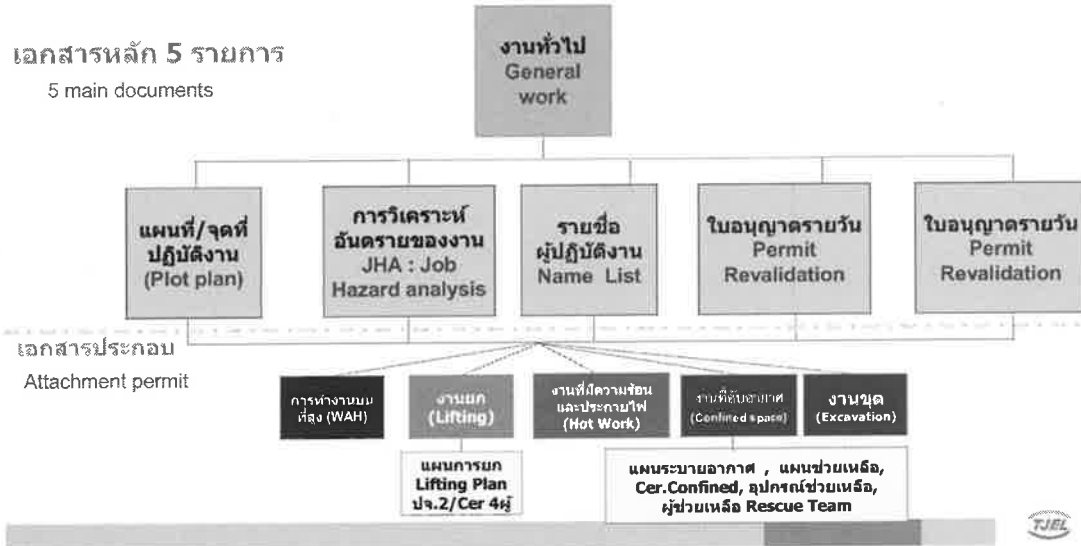 เอกสารหลัก 5 รายการ
5 main documents
งานทั่วไป
General
work
แผนที่/จุดที่
ปฏิบัติงาน
(Plot plan)
การวิเคราะห์
อันตรายของงาน
JHA : Job
Hazard analysis
รายชื่อ
ผู้ปฏิบัติงาน
Name List
ใบอนุญาตรายวัน
Permit
Revalidation
ใบอนุญาตรายวัน
Permit
Revalidation
เอกสารประกอบ
Attachment permit
การทำงานบน
ที่สูง (WAH)
งานยก
(Lifting)
งานที่มีความร้อน
และประกายไฟ
(Hot Work)
งานที่อับอากาศ
(Confined space)
งานขุด
(Excavation)
แผนการยก
Lifting Plan
ปจ.2/Cer 4ผู้
แผนระบายอากาศ , แผนช่วยเหลือ,
Cer.Confined, อุปกรณ์ช่วยเหลือ,
ผู้ช่วยเหลือ Rescue Team
TJEL